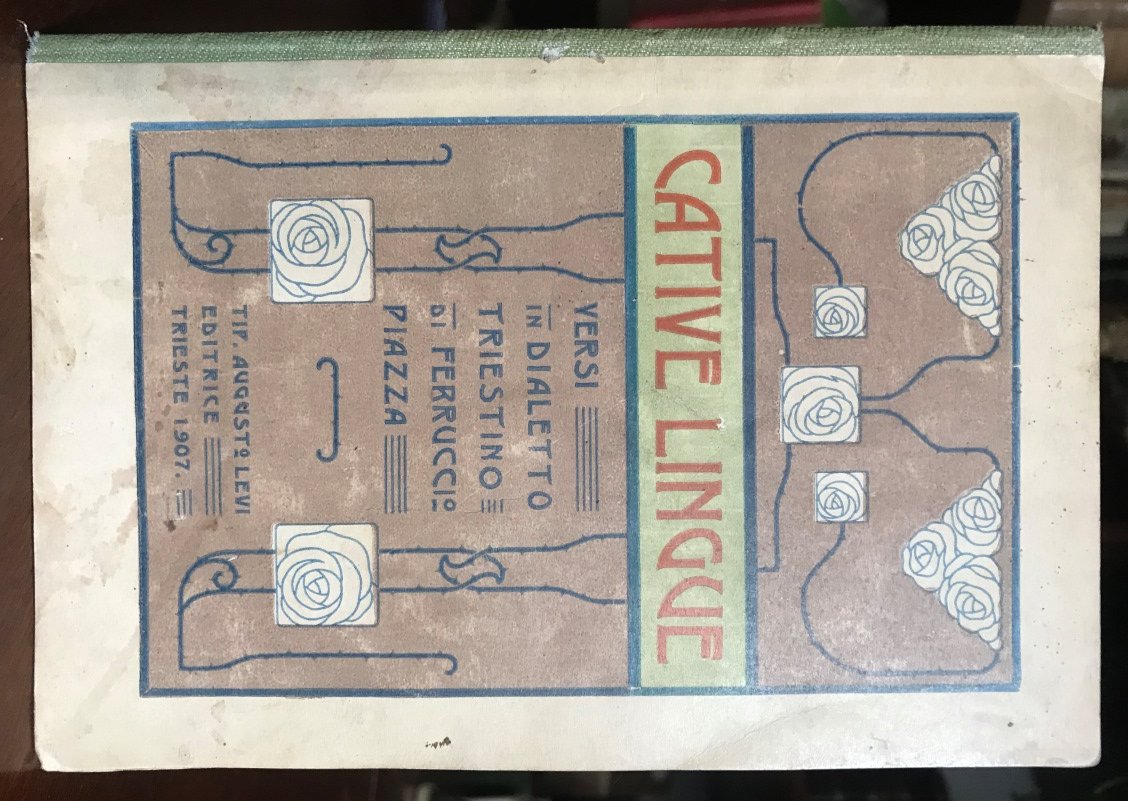 CATIVE LINGUE
VERSI
IN DIALETTO
TRIESTINO
DI FERRUCCIO
PIAZZA
TIP. AUGUSTO LEVI
EDITRICE
TRIESTE 1907.